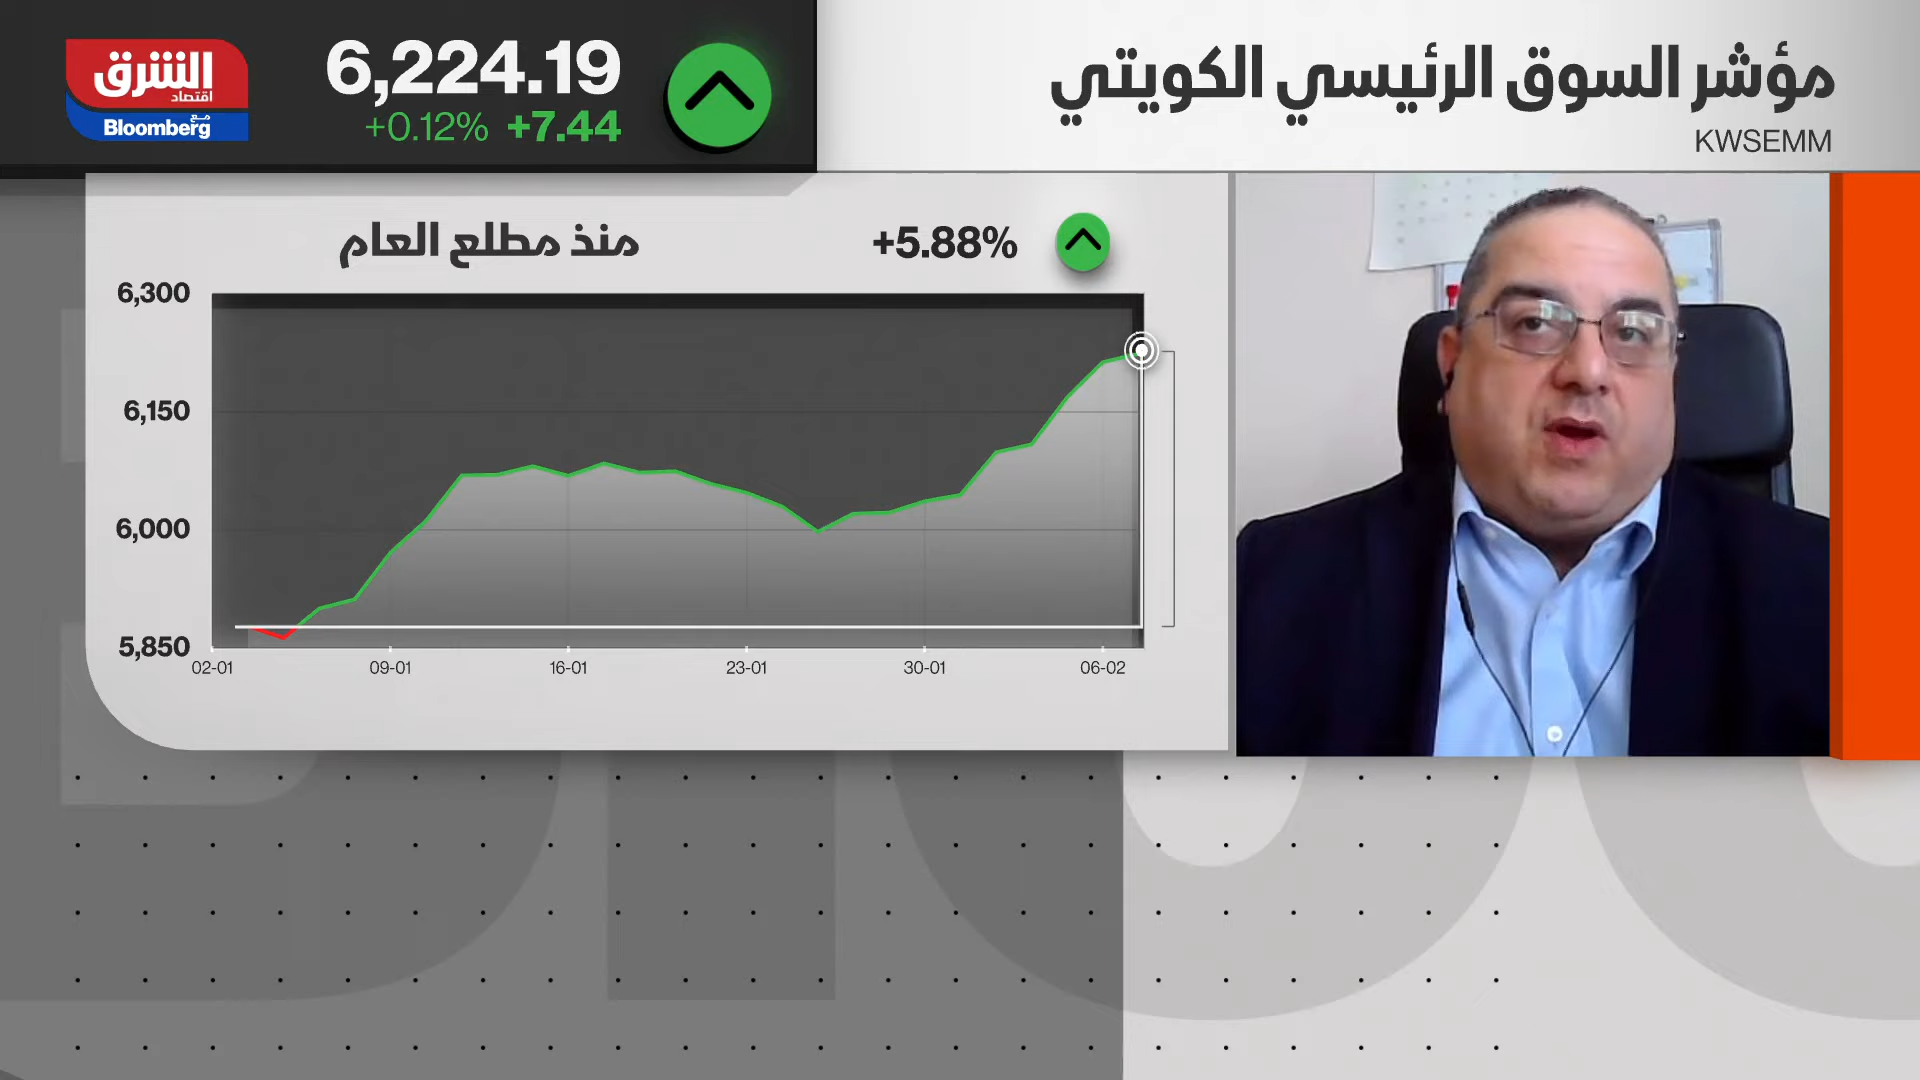 مؤشر السوق الرئيسي الكويتي
KWSEMM
6,224.19
+0.12% +7.44
الشرق
اقتصاد
مع
Bloomberg
منذ مطلع العام
+5.88%
6,300
6,150
6,000
5,850
02-01 09-01 16-01 23-01 30-01 06-02